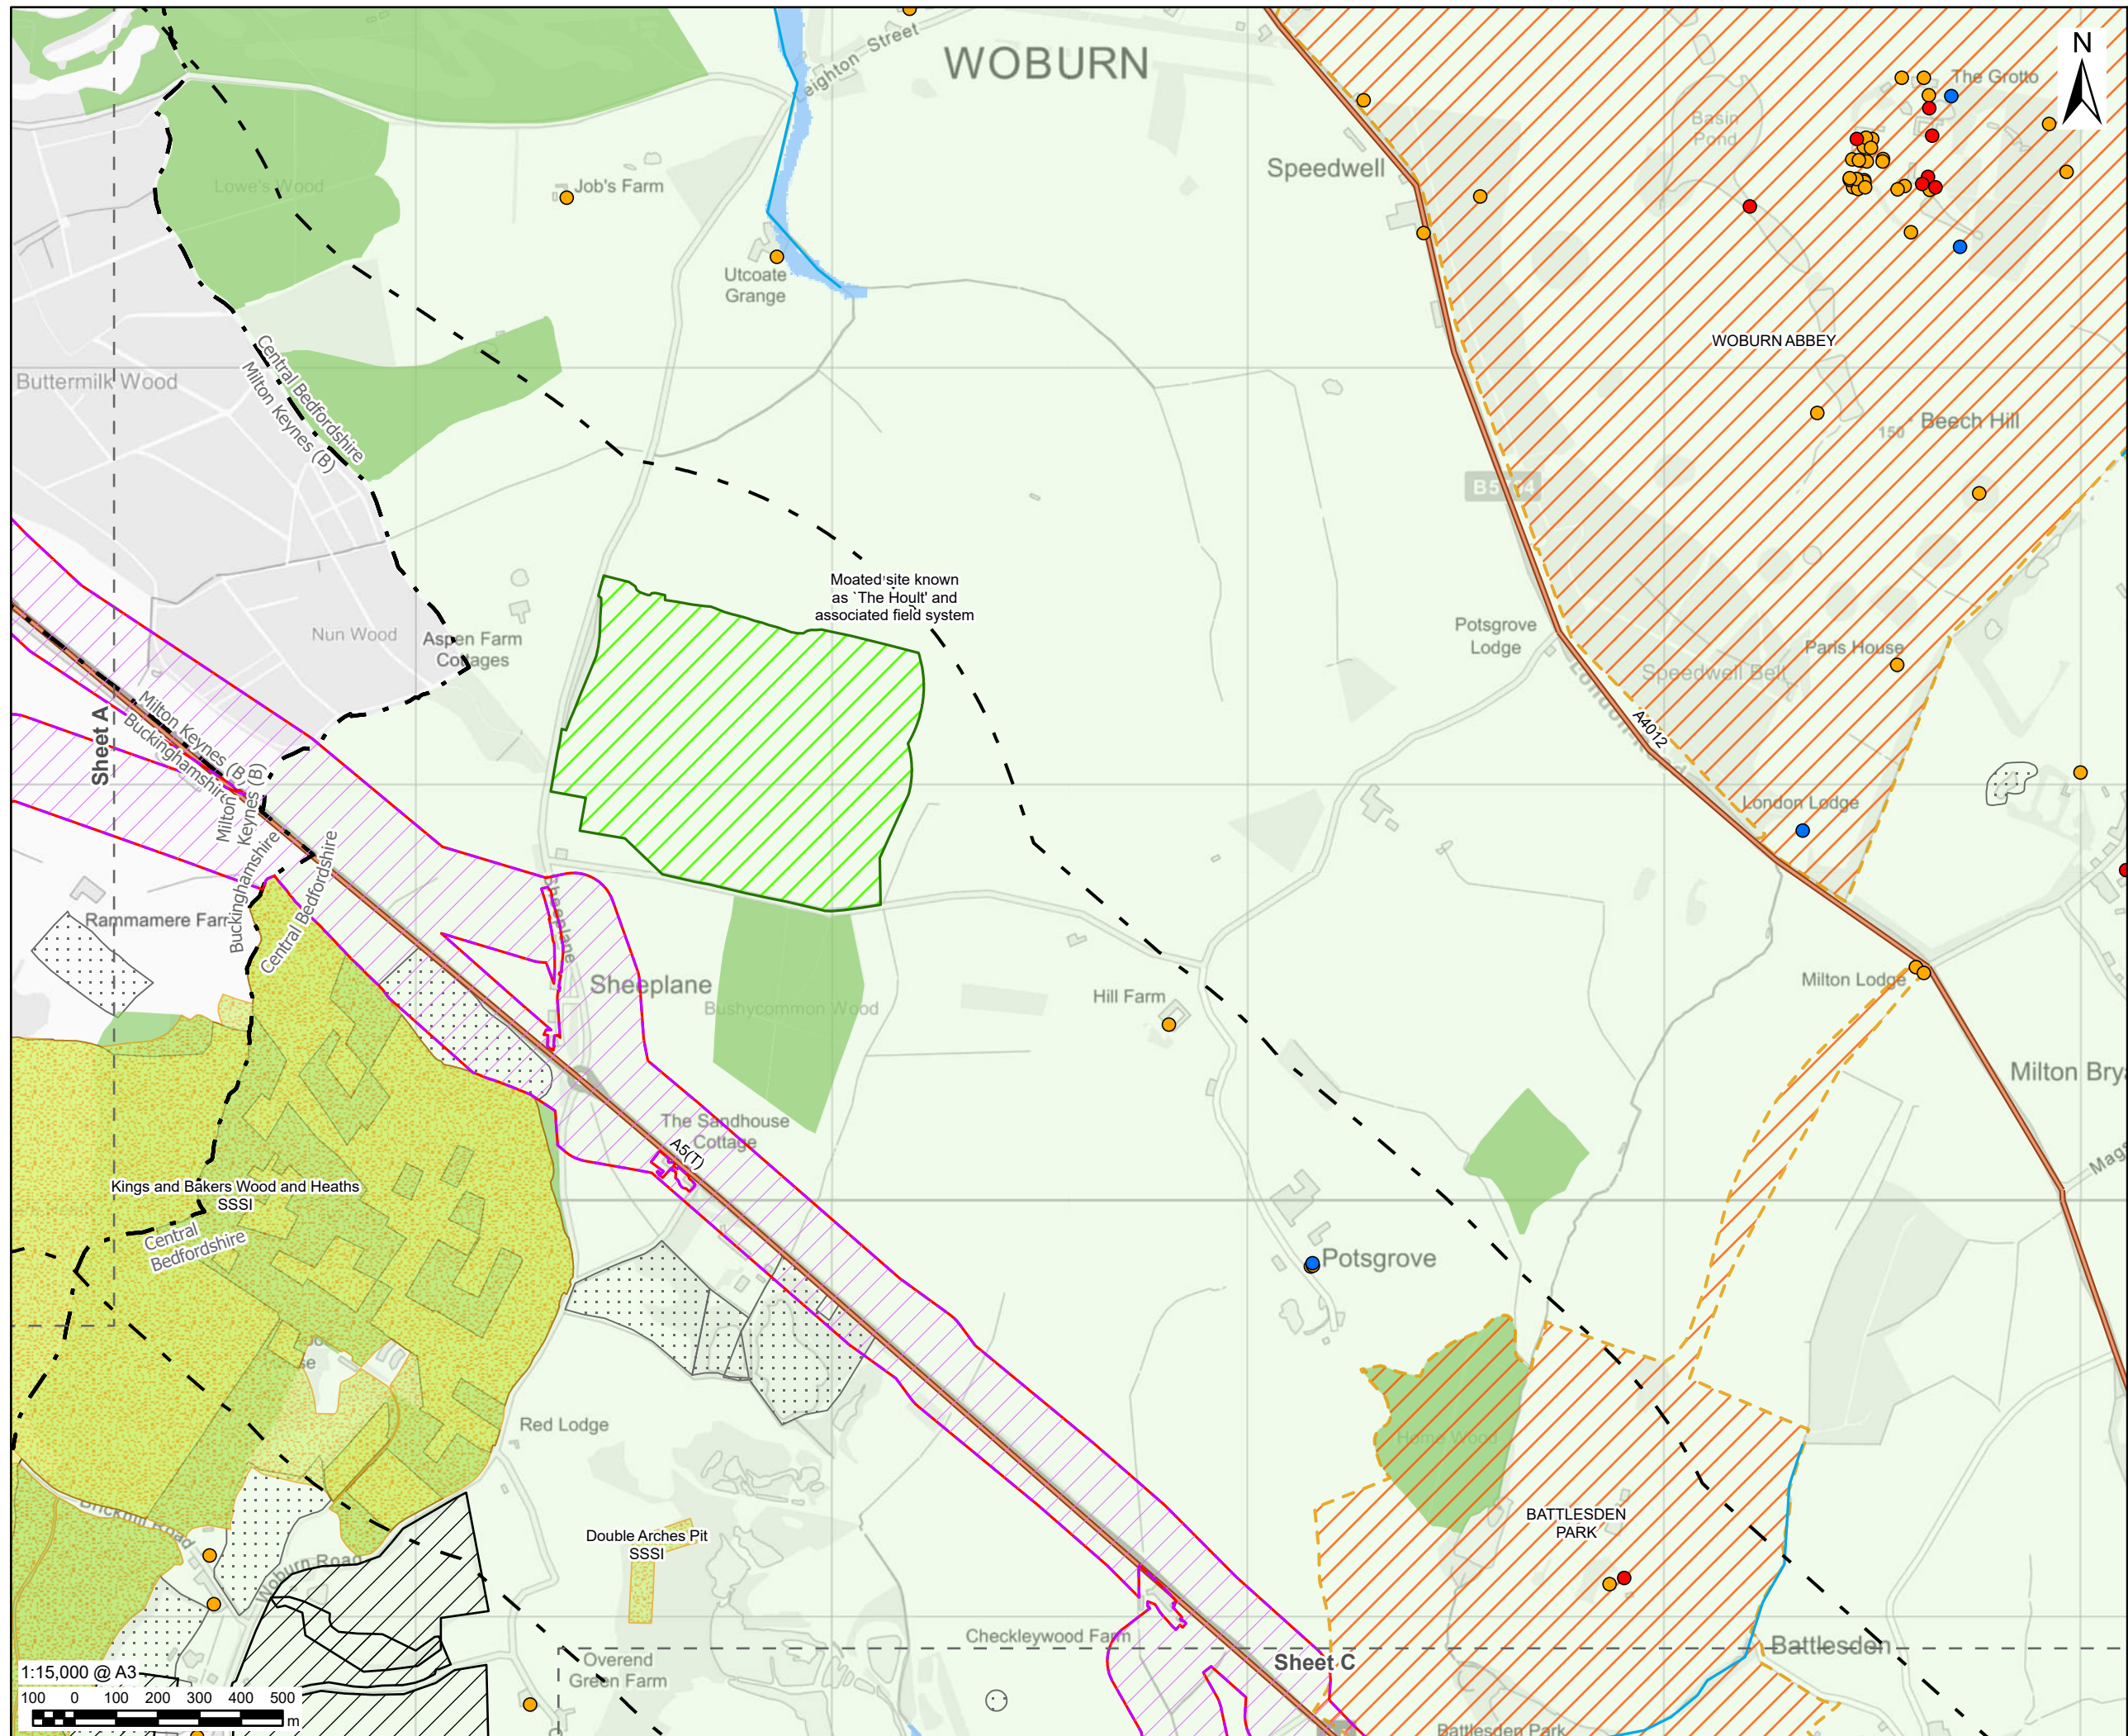 WOBURN
Leighton Street
N
The Grotto
Basin
Pond
Speedwell
Job's Farm
Lowe's Wood
Utcoate
Grange
WOBURN ABBEY
Buttermilk Wood
Central Bedfordshire
Milton Keynes (B)
Beech Hill
150
Moated site known
as `The Hoult' and
associated field system
Nun Wood
Aspen Farm
Cottages
Potsgrove
Lodge
Paris House
Speedwell Belt
A4012
Sheet A
Milton Keynes (B)
Buckinghamshire
Milton
Keynes (B)
London Lodge
Buckinghamshire
Central Bedfordshire
Rammamere Farm
Sheeplane
Sheeplane
Bushycommon Wood
Hill Farm
Milton Lodge
Milton Brya
The Sandhouse
Cottage
A5(T)
Mag
Kings and Bakers Wood and Heaths
SSSI
Central
Bedfordshire
Potsgrove
se
Red Lodge
Home Wood
Brickhill Road
Woburn Road
Double Arches Pit
SSSI
BATTLESDEN
PARK
Checkleywood Farm
Sheet C
Battlesden
Overend
Green Farm
1:15,000 @ A3
100 0 100 200 300 400 500
m
Battlesden Park